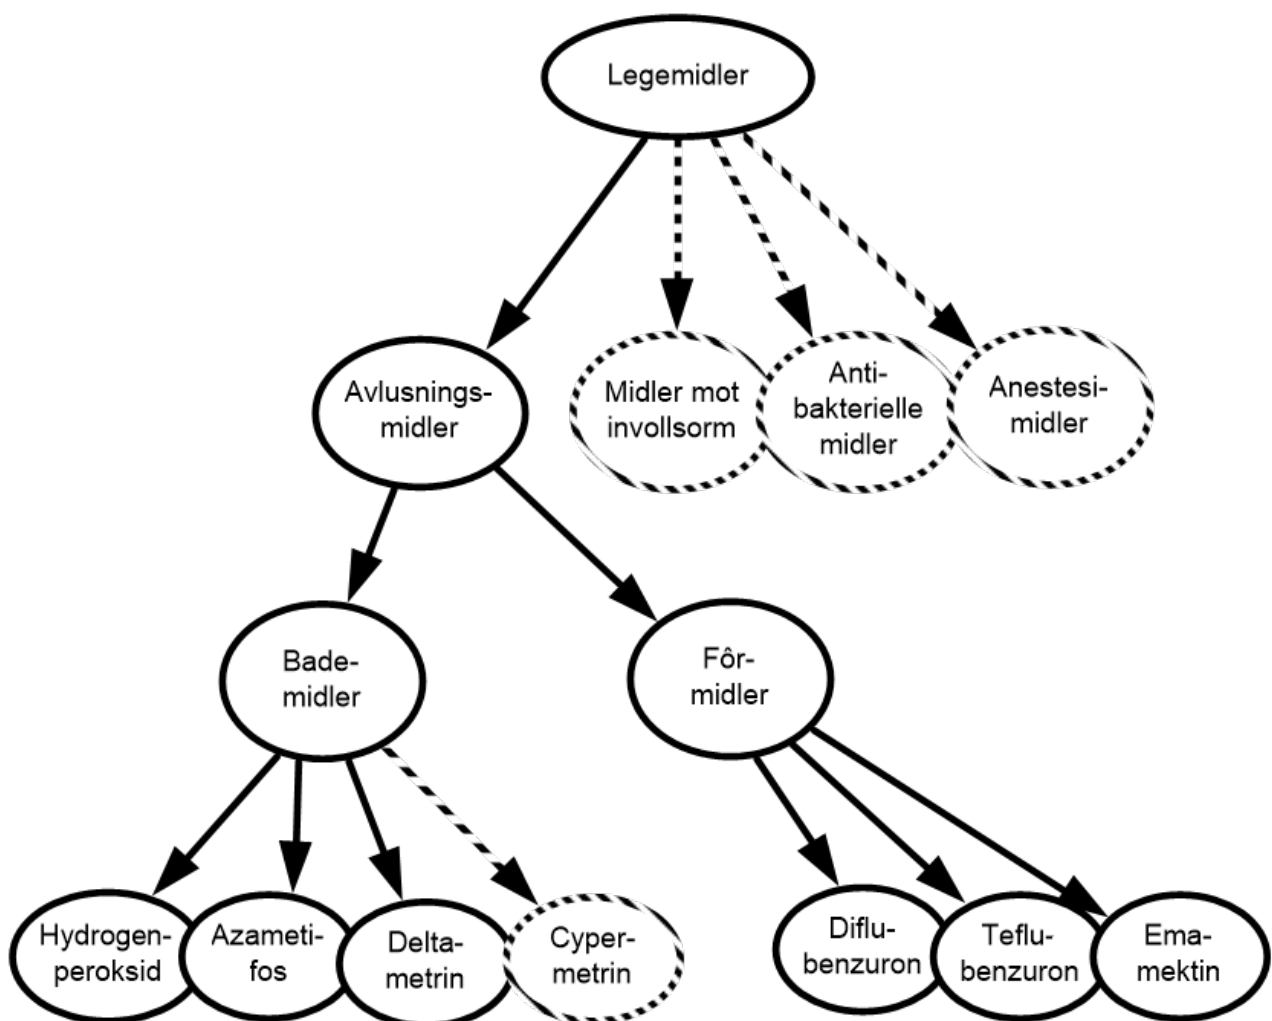 Legemidler
Avlusnings-
midler
Midler mot
invollsorm
Anti-
bakterielle
midler
Anestesi-
midler
Bade-
midler
Fôr-
midler
Hydrogen-
peroksid
Azameti-
fos
Delta-
metrin
Cyper-
metrin
Diflu-
benzuron
Teflu-
benzuron
Ema-
mektin